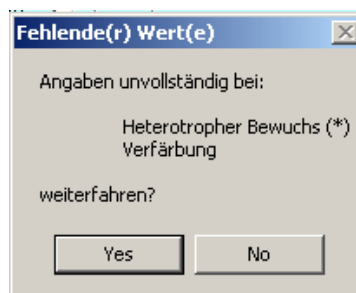 Fehlende(r) Wert(e)
Angaben unvollständig bei:
Heterotropher Bewuchs (*)
Verfärbung
weiterfahren?
Yes No